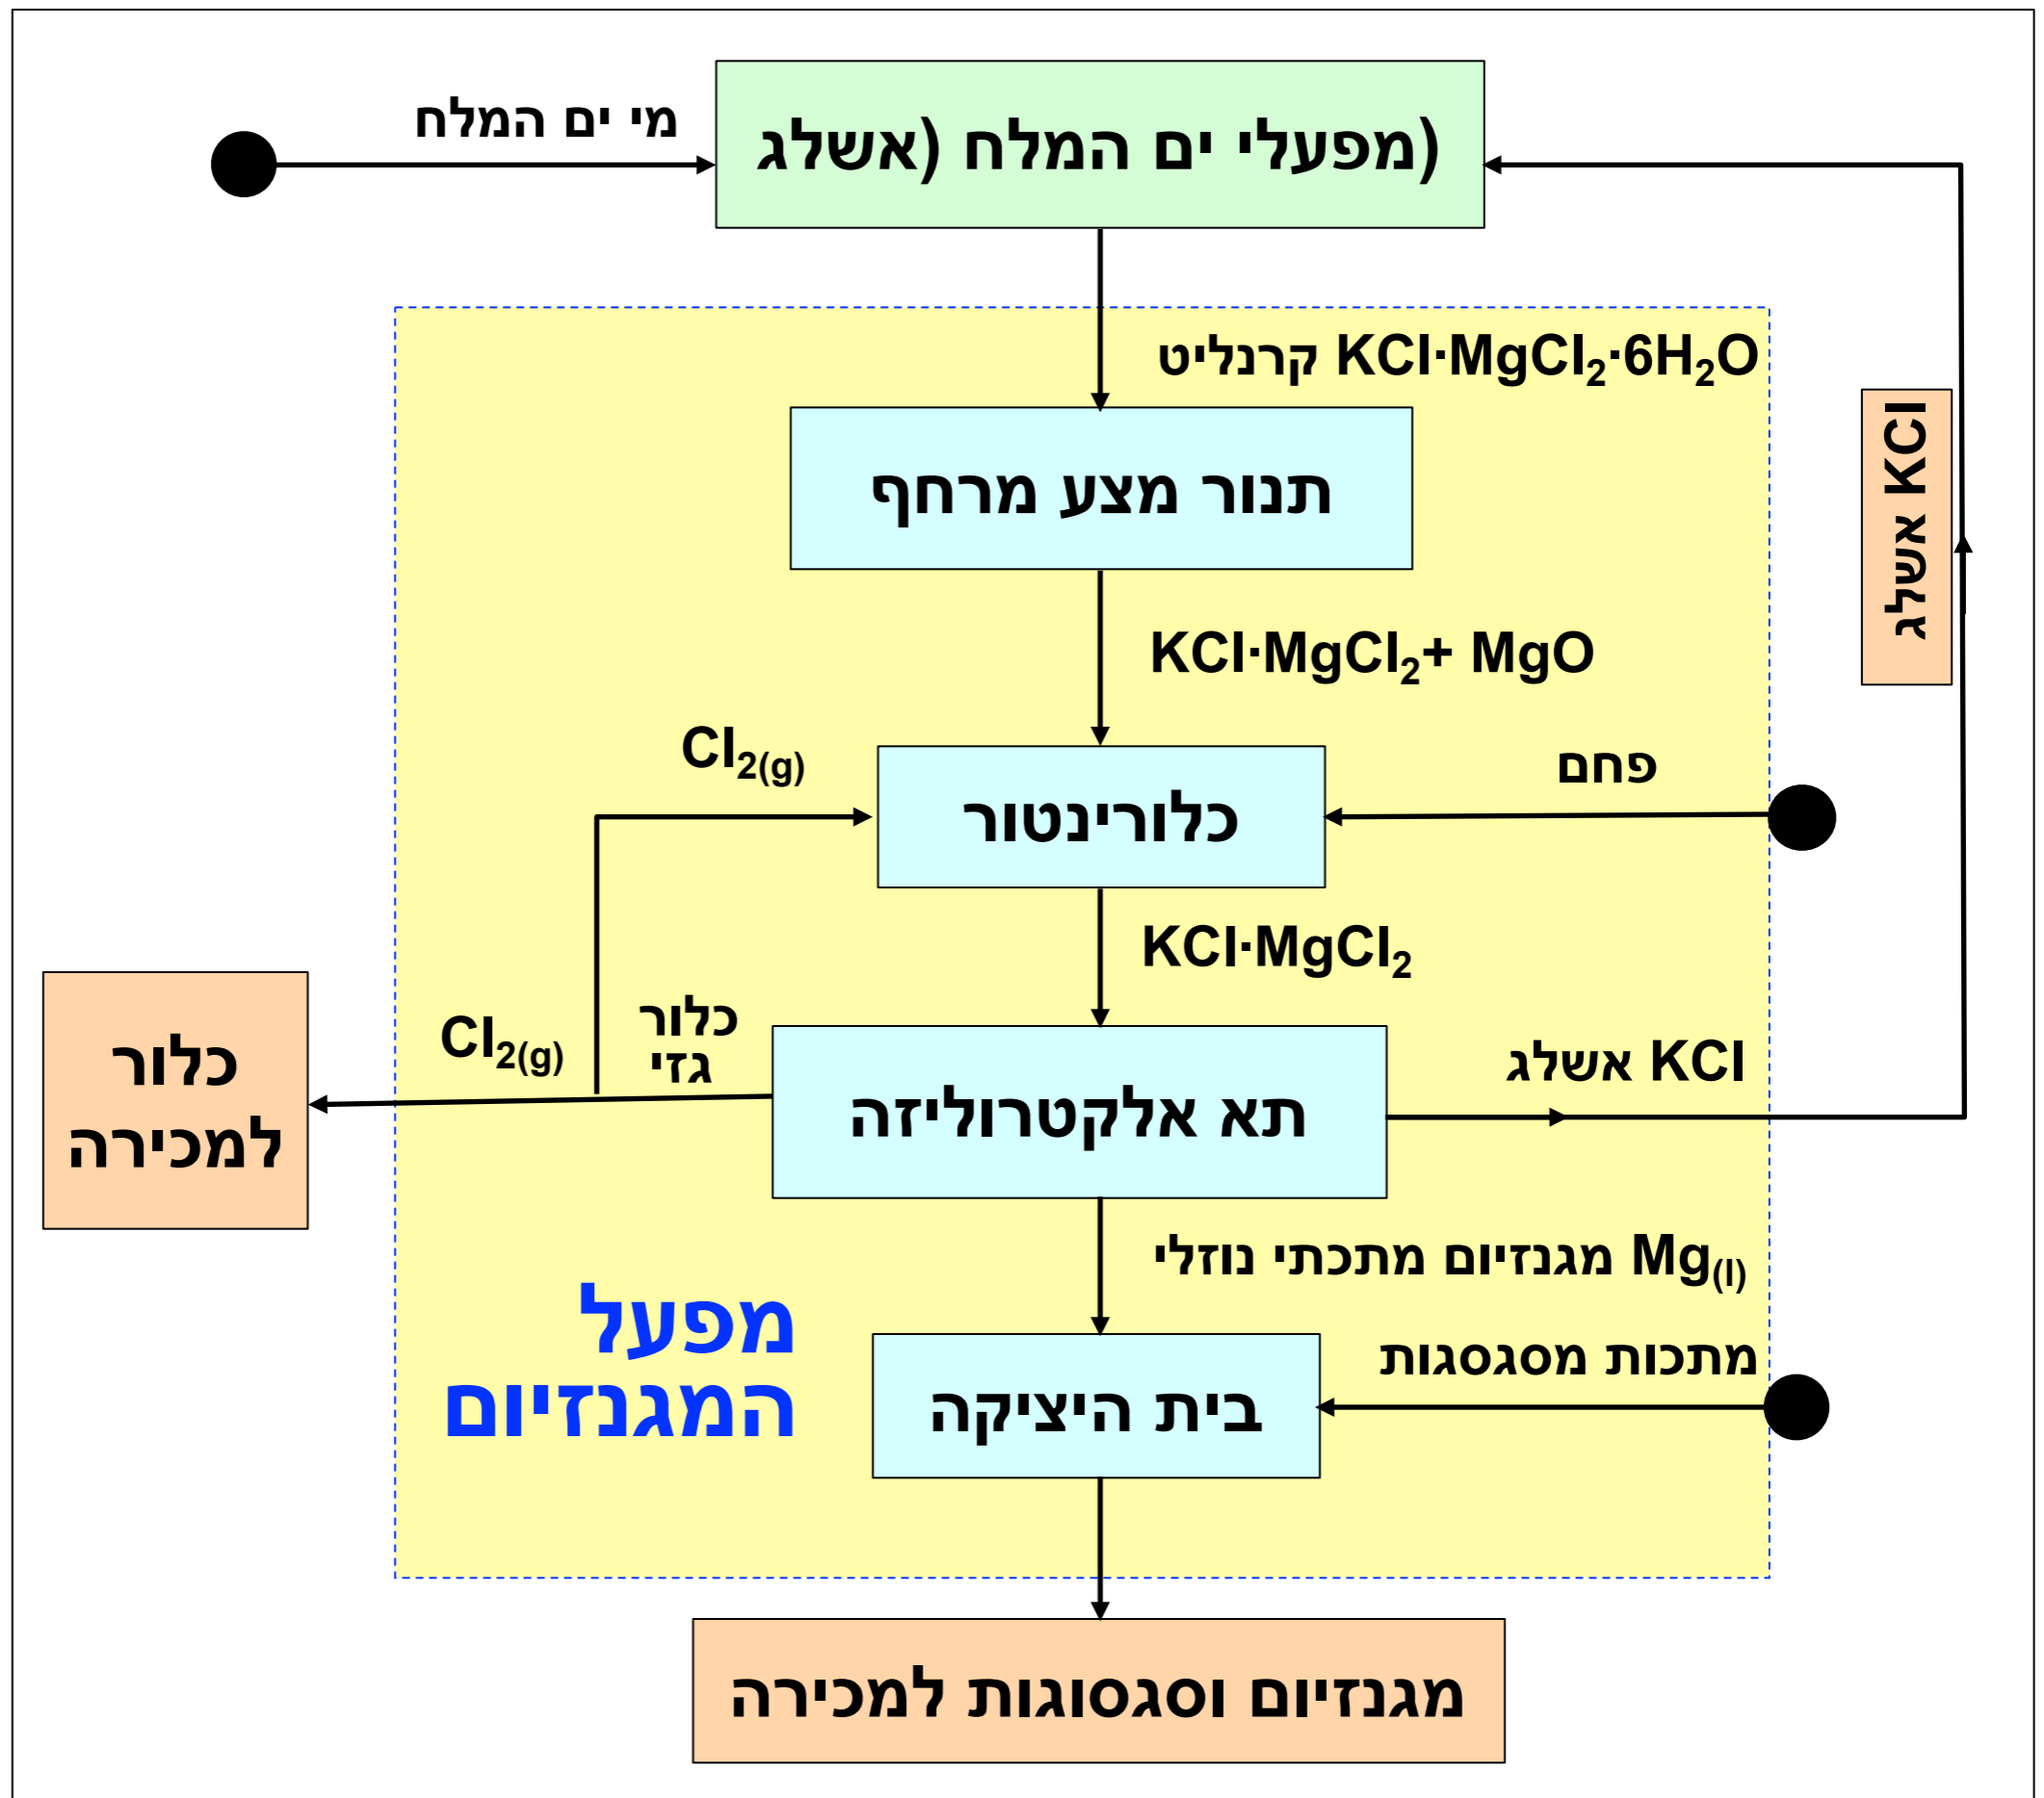 מי ים המלח
(מפעלי ים המלח (אשלג
קרנליט KCl·MgCl₂·6H₂O
אשלג KCl
תנור מצע מרחף
KCl·MgCl₂+ MgO
Cl₂(g)
פחם
כלורינטור
KCl·MgCl₂
כלור
למכירה
Cl₂(g)
כלור
גזי
תא אלקטרוליזה
אשלג KCl
מגנזיום מתכתי נוזלי Mg(l)
מפעל
המגנזיום
מתכות מסגסגות
בית היציקה
מגנזיום וסגסוגות למכירה